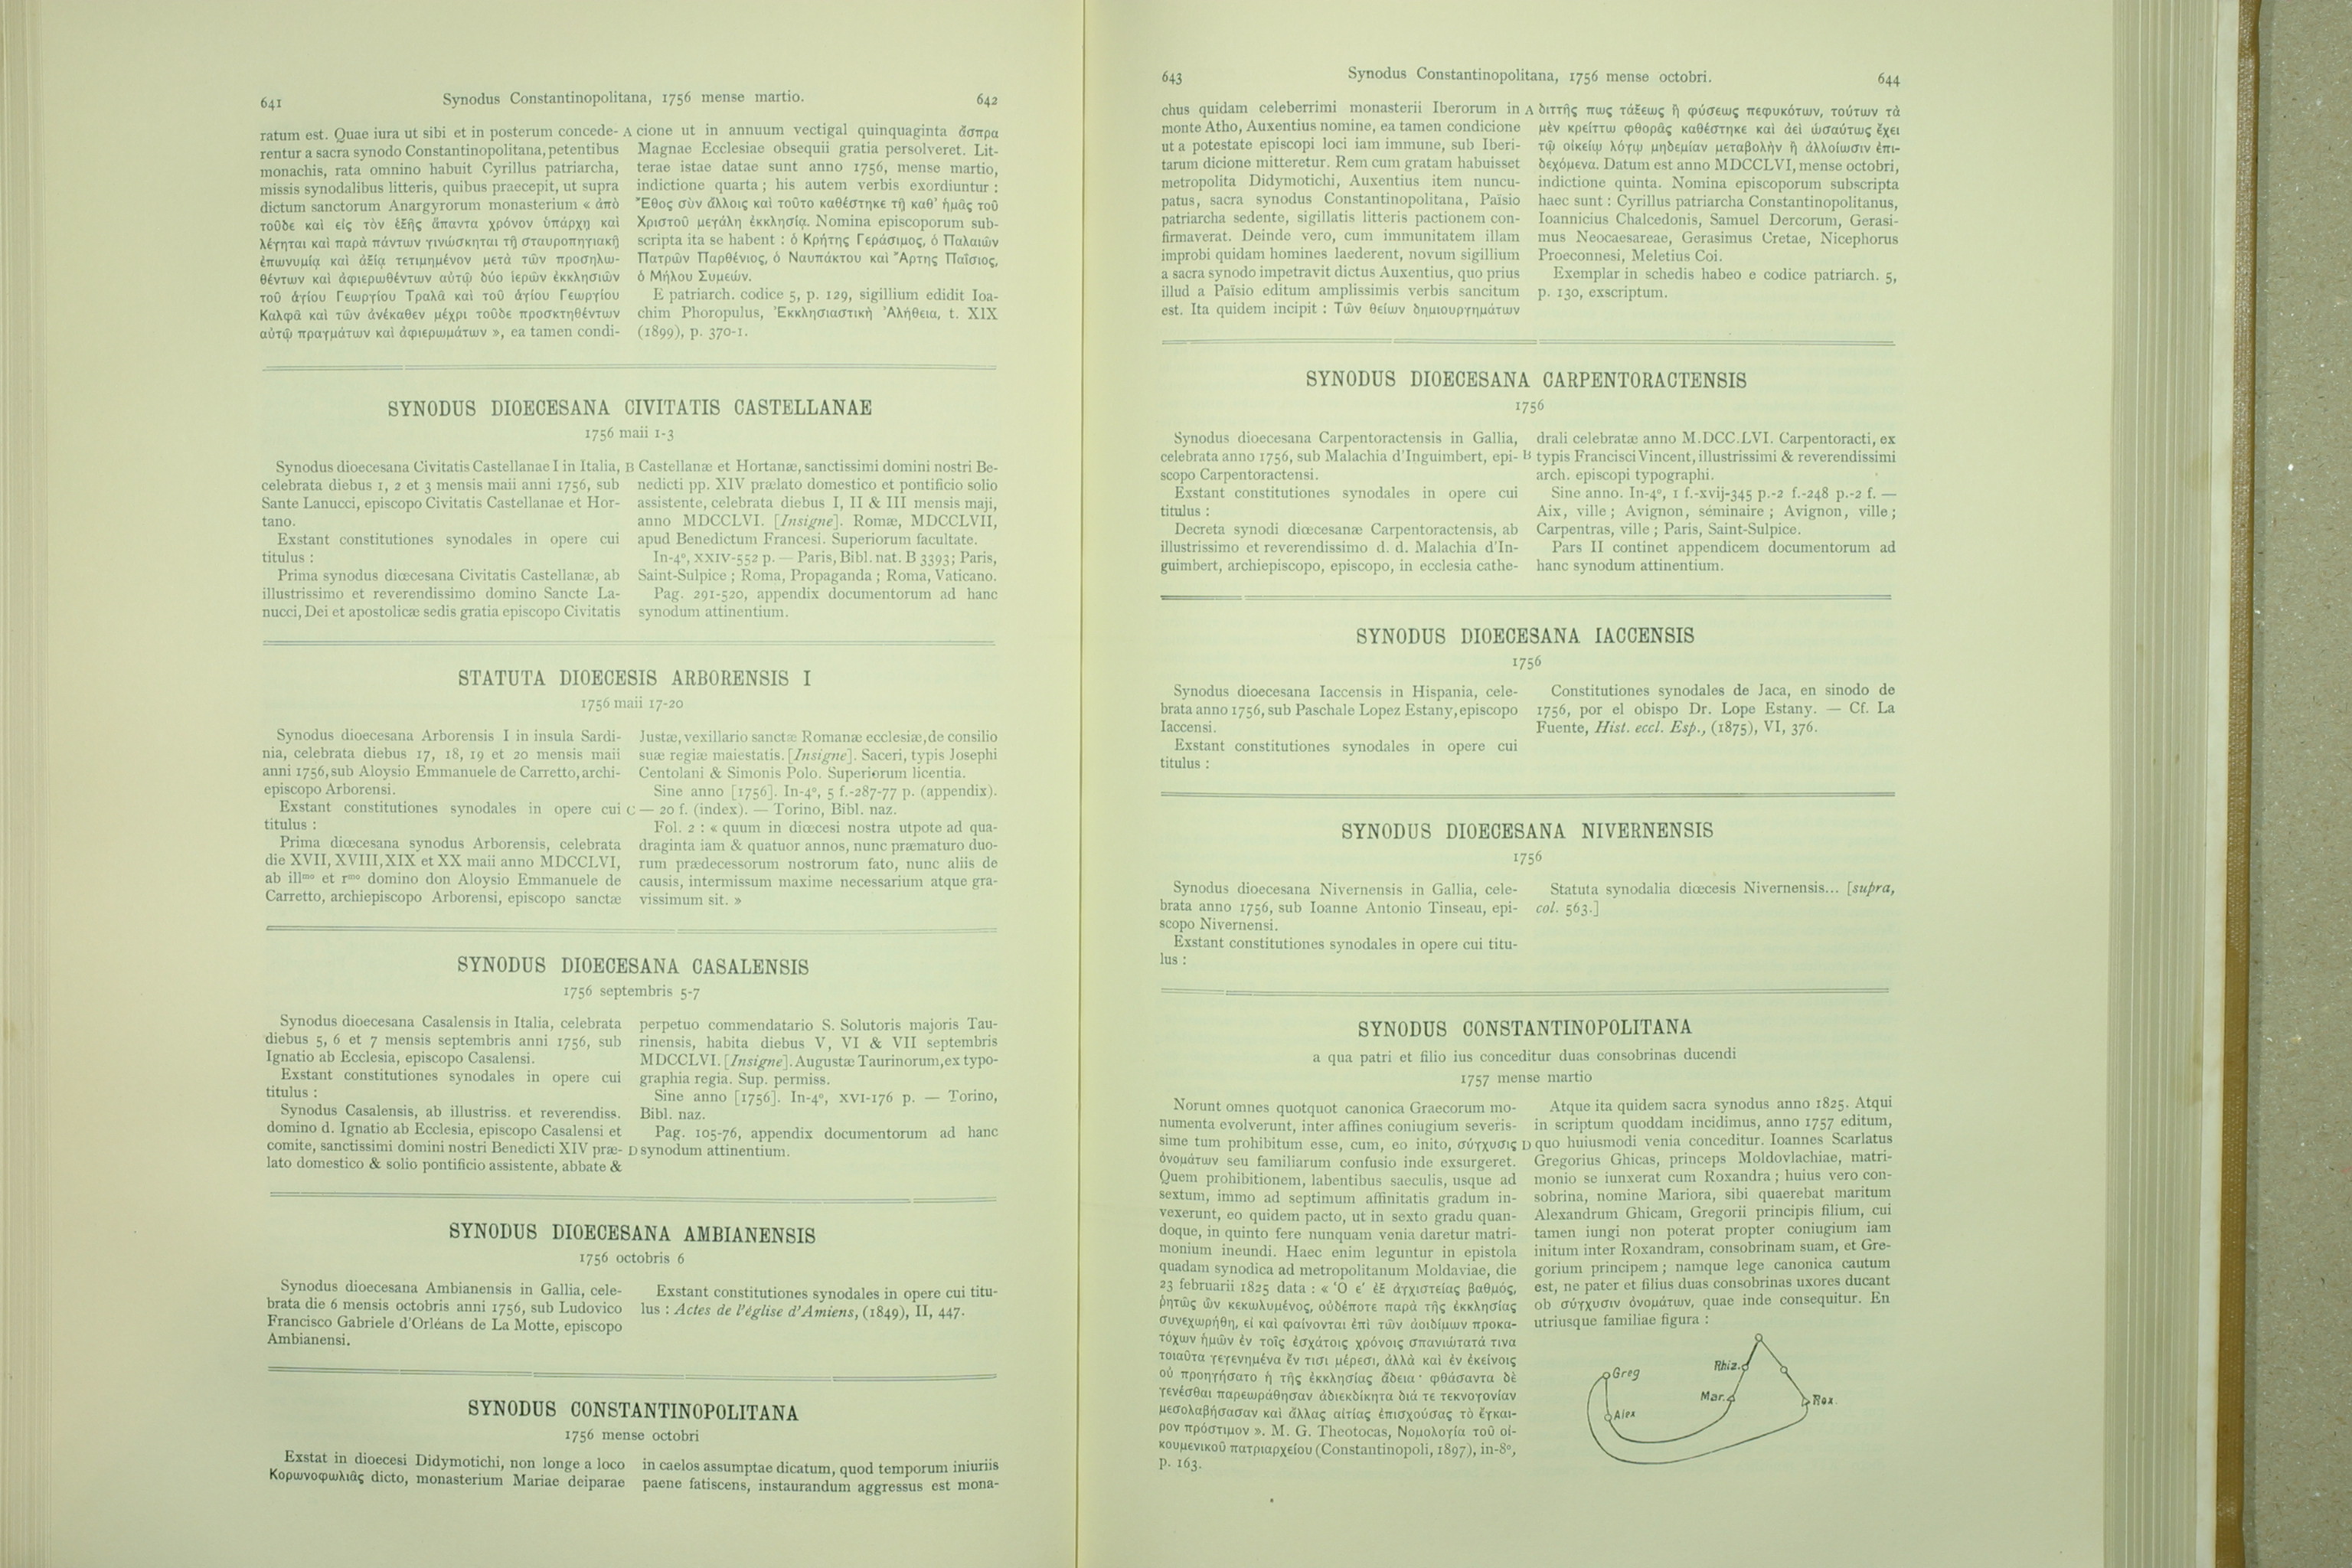 641
Synodus Constantinopolitana, 1756 mense martio.
642
ratum est. Quae iura ut sibi et in posterum concede-
rentur a sacra synodo Constantinopolitana, petentibus
monachis, rata omnino habuit Cyrillus patriarcha,
missis synodalibus litteris, quibus praecepit, ut supra
dictum sanctorum Anargyrorum monasterium « ἀπὸ
τοῦδε καὶ εἰς τὸν ἑξῆς ἅπαντα χρόνον ὑπάρχῃ καὶ
λέγηται καὶ παρὰ πάντων γινώσκηται τῇ σταυροπηγιακῇ
ἐπωνυμίᾳ καὶ ἀξίᾳ τετιμημένον μετὰ τῶν προσηλω-
θέντων καὶ ἀφιερωθέντων αὐτῷ δύο ἱερῶν ἐκκλησιῶν
τοῦ ἁγίου Γεωργίου Τραλᾶ καὶ τοῦ ἁγίου Γεωργίου
Καλφᾶ καὶ τῶν ἀνέκαθεν μέχρι τοῦδε προσκτηθέντων
αὐτῷ πραγμάτων καὶ ἀφιερωμάτων », ea tamen condi-
A cione ut in annuum vectigal quinquaginta ἄσπρα
Magnae Ecclesiae obsequii gratia persolveret. Lit-
terae istae datae sunt anno 1756, mense martio,
indictione quarta ; his autem verbis exordiuntur :
Ἔθος σὺν ἄλλοις καὶ τοῦτο καθέστηκε τῇ καθ' ἡμᾶς τοῦ
Χριστοῦ μεγάλῃ ἐκκλησίᾳ. Nomina episcoporum sub-
scripta ita se habent : ὁ Κρήτης Γεράσιμος, ὁ Παλαιῶν
Πατρῶν Παρθένιος, ὁ Ναυπάκτου καὶ Ἄρτης Παΐσιος,
ὁ Μήλου Συμεών.
E patriarch. codice 5, p. 129, sigillium edidit Ioa-
chim Phoropulus, Ἐκκλησιαστικὴ Ἀλήθεια, t. XIX
(1899), p. 370-1.
SYNODUS DIOECESANA CIVITATIS CASTELLANAE
1756 maii 1-3
Synodus dioecesana Civitatis Castellanae I in Italia,
celebrata diebus 1, 2 et 3 mensis maii anni 1756, sub
Sante Lanucci, episcopo Civitatis Castellanae et Hor-
tano.
Exstant constitutiones synodales in opere cui
titulus :
Prima synodus diœcesana Civitatis Castellanæ, ab
illustrissimo et reverendissimo domino Sancte La-
nucci, Dei et apostolicæ sedis gratia episcopo Civitatis
B Castellanæ et Hortanæ, sanctissimi domini nostri Be-
nedicti pp. XIV prælato domestico et pontificio solio
assistente, celebrata diebus I, II & III mensis maji,
anno MDCCLVI. [Insigne]. Romæ, MDCCLVII,
apud Benedictum Francesi. Superiorum facultate.
In-4º, XXIV-552 p. — Paris, Bibl. nat. B 3393; Paris,
Saint-Sulpice ; Roma, Propaganda ; Roma, Vaticano.
Pag. 291-520, appendix documentorum ad hanc
synodum attinentium.
STATUTA DIOECESIS ARBORENSIS I
1756 maii 17-20
Synodus dioecesana Arborensis I in insula Sardi-
nia, celebrata diebus 17, 18, 19 et 20 mensis maii
anni 1756, sub Aloysio Emmanuele de Carretto, archi-
episcopo Arborensi.
Exstant constitutiones synodales in opere cui
titulus :
Prima diœcesana synodus Arborensis, celebrata
die XVII, XVIII, XIX et XX maii anno MDCCLVI,
ab illᵐᵒ et rᵐᵒ domino don Aloysio Emmanuele de
Carretto, archiepiscopo Arborensi, episcopo sanctæ
Justæ, vexillario sanctæ Romanæ ecclesiæ, de consilio
suæ regiæ maiestatis. [Insigne]. Saceri, typis Josephi
Centolani & Simonis Polo. Superiorum licentia.
Sine anno [1756]. In-4º, 5 f.-287-77 p. (appendix).
C — 20 f. (index). — Torino, Bibl. naz.
Fol. 2 : « quum in diœcesi nostra utpote ad qua-
draginta iam & quatuor annos, nunc præmaturo duo-
rum prædecessorum nostrorum fato, nunc aliis de
causis, intermissum maxime necessarium atque gra-
vissimum sit. »
SYNODUS DIOECESANA CASALENSIS
1756 septembris 5-7
Synodus dioecesana Casalensis in Italia, celebrata
diebus 5, 6 et 7 mensis septembris anni 1756, sub
Ignatio ab Ecclesia, episcopo Casalensi.
Exstant constitutiones synodales in opere cui
titulus :
Synodus Casalensis, ab illustriss. et reverendiss.
domino d. Ignatio ab Ecclesia, episcopo Casalensi et
comite, sanctissimi domini nostri Benedicti XIV præ-
lato domestico & solio pontificio assistente, abbate &
perpetuo commendatario S. Solutoris majoris Tau-
rinensis, habita diebus V, VI & VII septembris
MDCCLVI. [Insigne]. Augustæ Taurinorum, ex typo-
graphia regia. Sup. permiss.
Sine anno [1756]. In-4º, XVI-176 p. — Torino,
Bibl. naz.
Pag. 105-76, appendix documentorum ad hanc
D synodum attinentium.
SYNODUS DIOECESANA AMBIANENSIS
1756 octobris 6
Synodus dioecesana Ambianensis in Gallia, cele-
brata die 6 mensis octobris anni 1756, sub Ludovico
Francisco Gabriele d'Orléans de La Motte, episcopo
Ambianensi.
Exstant constitutiones synodales in opere cui titu-
lus : Actes de l'église d'Amiens, (1849), II, 447.
SYNODUS CONSTANTINOPOLITANA
1756 mense octobri
Exstat in dioecesi Didymotichi, non longe a loco
Κορωνοφωλιᾶς dicto, monasterium Mariae deiparae
in caelos assumptae dicatum, quod temporum iniuriis
paene fatiscens, instaurandum aggressus est mona-
643
Synodus Constantinopolitana, 1756 mense octobri.
644
chus quidam celeberrimi monasterii Iberorum in
monte Atho, Auxentius nomine, ea tamen condicione
ut a potestate episcopi loci iam immune, sub Iberi-
tarum dicione mitteretur. Rem cum gratam habuisset
metropolita Didymotichi, Auxentius item nuncu-
patus, sacra synodus Constantinopolitana, Païsio
patriarcha sedente, sigillatis litteris pactionem con-
firmaverat. Deinde vero, cum immunitatem illam
improbi quidam homines laederent, novum sigillium
a sacra synodo impetravit dictus Auxentius, quo prius
illud a Païsio editum amplissimis verbis sancitum
est. Ita quidem incipit : Τῶν θείων δημιουργημάτων
A διττῆς πως τάξεως ἢ φύσεως πεφυκότων, τούτων τὰ
μὲν κρείττω φθορᾶς καθέστηκε καὶ ἀεὶ ὡσαύτως ἔχει
τῷ οἰκείῳ λόγῳ μηδεμίαν μεταβολὴν ἢ ἀλλοίωσιν ἐπι-
δεχόμενα. Datum est anno MDCCLVI, mense octobri,
indictione quinta. Nomina episcoporum subscripta
haec sunt : Cyrillus patriarcha Constantinopolitanus,
Ioannicius Chalcedonis, Samuel Dercorum, Gerasi-
mus Neocaesareae, Gerasimus Cretae, Nicephorus
Proeconnesi, Meletius Coi.
Exemplar in schedis habeo e codice patriarch. 5,
p. 130, exscriptum.
SYNODUS DIOECESANA CARPENTORACTENSIS
1756
Synodus dioecesana Carpentoractensis in Gallia,
celebrata anno 1756, sub Malachia d'Inguimbert, epi-
scopo Carpentoractensi.
Exstant constitutiones synodales in opere cui
titulus :
Decreta synodi diœcesanæ Carpentoractensis, ab
illustrissimo et reverendissimo d. d. Malachia d'In-
guimbert, archiepiscopo, episcopo, in ecclesia cathe-
drali celebratæ anno M.DCC.LVI. Carpentoracti, ex
B typis Francisci Vincent, illustrissimi & reverendissimi
arch. episcopi typographi.
Sine anno. In-4º, 1 f.-xvij-345 p.-2 f.-248 p.-2 f. —
Aix, ville ; Avignon, séminaire ; Avignon, ville ;
Carpentras, ville ; Paris, Saint-Sulpice.
Pars II continet appendicem documentorum ad
hanc synodum attinentium.
SYNODUS DIOECESANA IACCENSIS
1756
Synodus dioecesana Iaccensis in Hispania, cele-
brata anno 1756, sub Paschale Lopez Estany, episcopo
Iaccensi.
Exstant constitutiones synodales in opere cui
titulus :
Constitutiones synodales de Jaca, en sinodo de
1756, por el obispo Dr. Lope Estany. — Cf. La
Fuente, Hist. eccl. Esp., (1875), VI, 376.
SYNODUS DIOECESANA NIVERNENSIS
1756
Synodus dioecesana Nivernensis in Gallia, cele-
brata anno 1756, sub Ioanne Antonio Tinseau, epi-
scopo Nivernensi.
Exstant constitutiones synodales in opere cui titu-
lus :
Statuta synodalia diœcesis Nivernensis... [supra,
col. 563.]
SYNODUS CONSTANTINOPOLITANA
a qua patri et filio ius conceditur duas consobrinas ducendi
1757 mense martio
Norunt omnes quotquot canonica Graecorum mo-
numenta evolverunt, inter affines coniugium severis-
sime tum prohibitum esse, cum, eo inito, σύγχυσις
ὀνομάτων seu familiarum confusio inde exsurgeret.
Quem prohibitionem, labentibus saeculis, usque ad
sextum, immo ad septimum affinitatis gradum in-
vexerunt, eo quidem pacto, ut in sexto gradu quan-
doque, in quinto fere nunquam venia daretur matri-
monium ineundi. Haec enim leguntur in epistola
quadam synodica ad metropolitanum Moldaviae, die
23 februarii 1825 data : « Ὁ ε' ἐξ ἀγχιστείας βαθμός,
ῥητῶς ὢν κεκωλυμένος, οὐδέποτε παρὰ τῆς ἐκκλησίας
συνεχωρήθη, εἰ καὶ φαίνονται ἐπὶ τῶν ἀοιδίμων προκα-
τόχων ἡμῶν ἐν τοῖς ἐσχάτοις χρόνοις σπανιώτατά τινα
τοιαῦτα γεγενημένα ἔν τισι μέρεσι, ἀλλὰ καὶ ἐν ἐκείνοις
οὐ προηγήσατο ἡ τῆς ἐκκλησίας ἄδεια · φθάσαντα δὲ
γενέσθαι παρεωράθησαν ἀδιεκδίκητα διά τε τεκνογονίαν
μεσολαβήσασαν καὶ ἄλλας αἰτίας ἐπισχούσας τὸ ἔγκαι-
ρον πρόστιμον ». M. G. Theotocas, Νομολογία τοῦ οἰ-
κουμενικοῦ πατριαρχείου (Constantinopoli, 1897), in-8º,
p. 163.
Atque ita quidem sacra synodus anno 1825. Atqui
in scriptum quoddam incidimus, anno 1757 editum,
D quo huiusmodi venia conceditur. Ioannes Scarlatus
Gregorius Ghicas, princeps Moldovlachiae, matri-
monio se iunxerat cum Roxandra ; huius vero con-
sobrina, nomine Mariora, sibi quaerebat maritum
Alexandrum Ghicam, Gregorii principis filium, cui
tamen iungi non poterat propter coniugium iam
initum inter Roxandram, consobrinam suam, et Gre-
gorium principem ; namque lege canonica cautum
est, ne pater et filius duas consobrinas uxores ducant
ob σύγχυσιν ὀνομάτων, quae inde consequitur. En
utriusque familiae figura :
Greg
Rhiz.
Mar.
Rox.
Alex